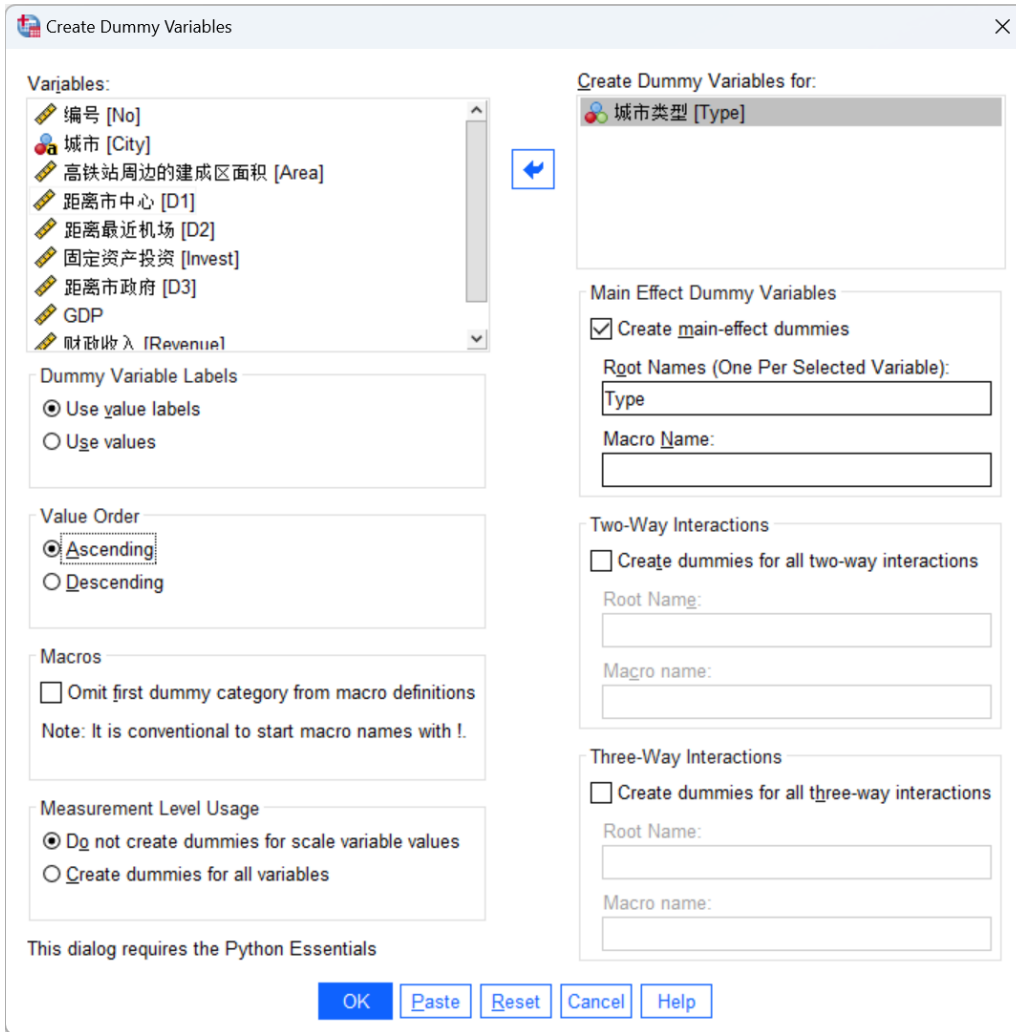 Create Dummy Variables
Variables:
编号 [No]
城市 [City]
高铁站周边的建成区面积 [Area]
距离市中心 [D1]
距离最近机场 [D2]
固定资产投资 [Invest]
距离市政府 [D3]
GDP
财政收入 [Revenue]
Dummy Variable Labels
Use value labels
Use values
Value Order
Ascending
Descending
Macros
Omit first dummy category from macro definitions
Note: It is conventional to start macro names with !.
Measurement Level Usage
Do not create dummies for scale variable values
Create dummies for all variables
This dialog requires the Python Essentials
Create Dummy Variables for:
城市类型 [Type]
Main Effect Dummy Variables
Create main-effect dummies
Root Names (One Per Selected Variable):
Type
Macro Name:
Two-Way Interactions
Create dummies for all two-way interactions
Root Name:
Macro name:
Three-Way Interactions
Create dummies for all three-way interactions
Root Name:
Macro name:
OK
Paste
Reset
Cancel
Help